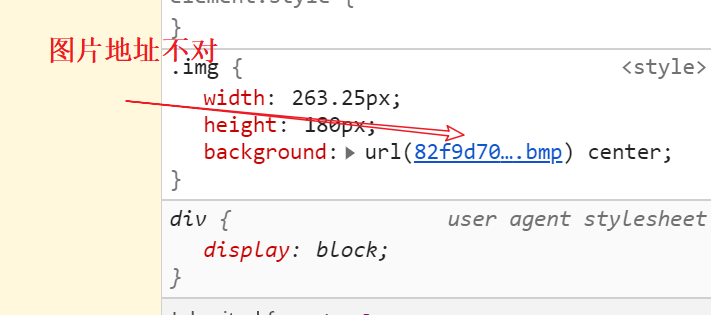 element.style {
}
图片地址不对
.img {
<style>
width: 263.25px;
height: 180px;
background: url(82f9d70….bmp) center;
}
div {
user agent stylesheet
display: block;
}